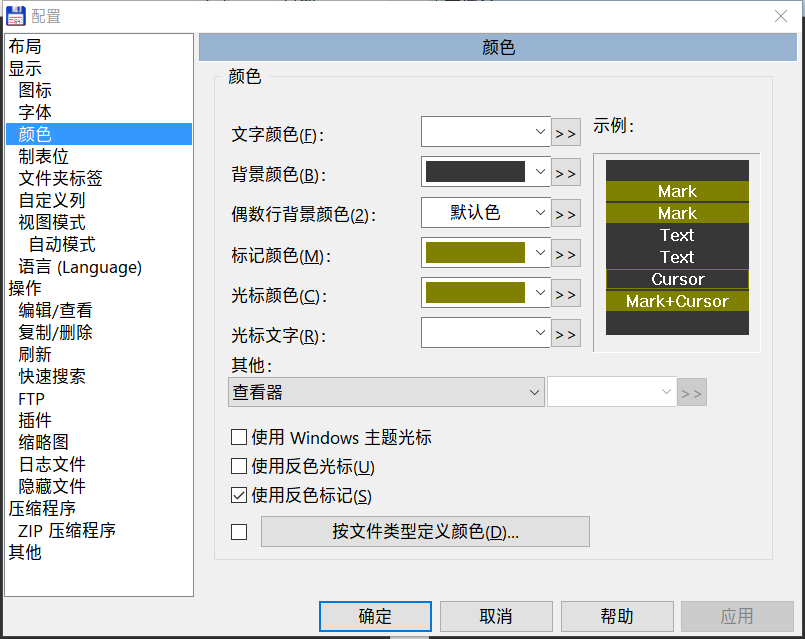 配置
布局
显示
图标
字体
颜色
制表位
文件夹标签
自定义列
视图模式
自动模式
语言 (Language)
操作
编辑/查看
复制/删除
刷新
快速搜索
FTP
插件
缩略图
日志文件
隐藏文件
压缩程序
ZIP 压缩程序
其他
颜色
颜色
文字颜色(F):
>>
背景颜色(B):
>>
偶数行背景颜色(2):
默认色
>>
标记颜色(M):
>>
光标颜色(C):
>>
光标文字(R):
>>
其他:
查看器
>>
示例:
Mark
Mark
Text
Text
Cursor
Mark+Cursor
使用 Windows 主题光标
使用反色光标(U)
使用反色标记(S)
按文件类型定义颜色(D)...
确定
取消
帮助
应用